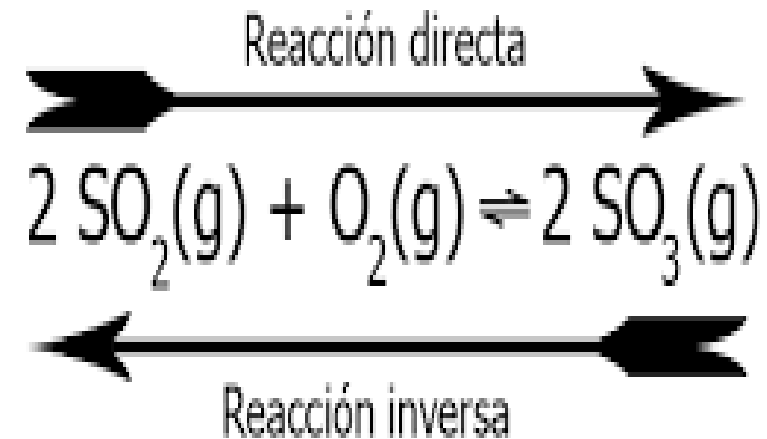 Reacción directa
2 SO₂(g) + O₂(g) ⇌ 2 SO₃(g)
Reacción inversa